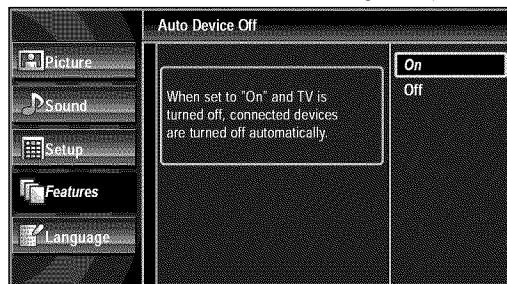 Auto Device Off
Picture
Sound
Setup
Features
Language
When set to "On" and TV is
turned off, connected devices
are turned off automatically.
On
Off